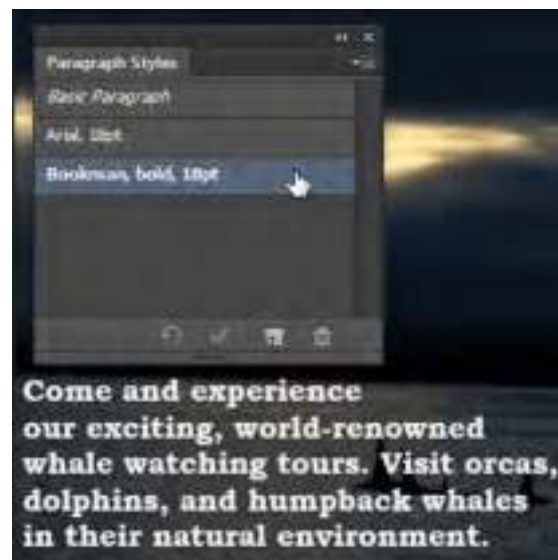 Paragraph Styles
Basic Paragraph
Arial, 18pt
Bookman, bold, 18pt
Come and experience
our exciting, world-renowned
whale watching tours. Visit orcas,
dolphins, and humpback whales
in their natural environment.